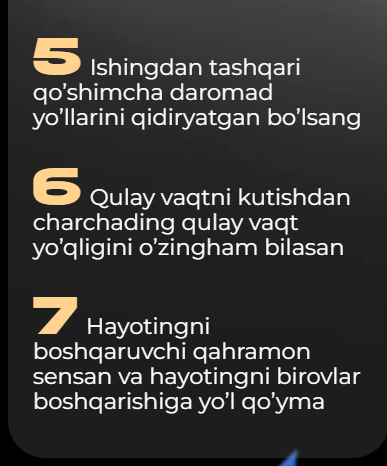 5 Ishingdan tashqari
qo’shimcha daromad
yo’llarini qidiryatgan bo’lsang
6 Qulay vaqtni kutishdan
charchading qulay vaqt
yo’qligini o’zingham bilasan
7 Hayotingni
boshqaruvchi qahramon
sensan va hayotingni birovlar
boshqarishiga yo’l qo’yma